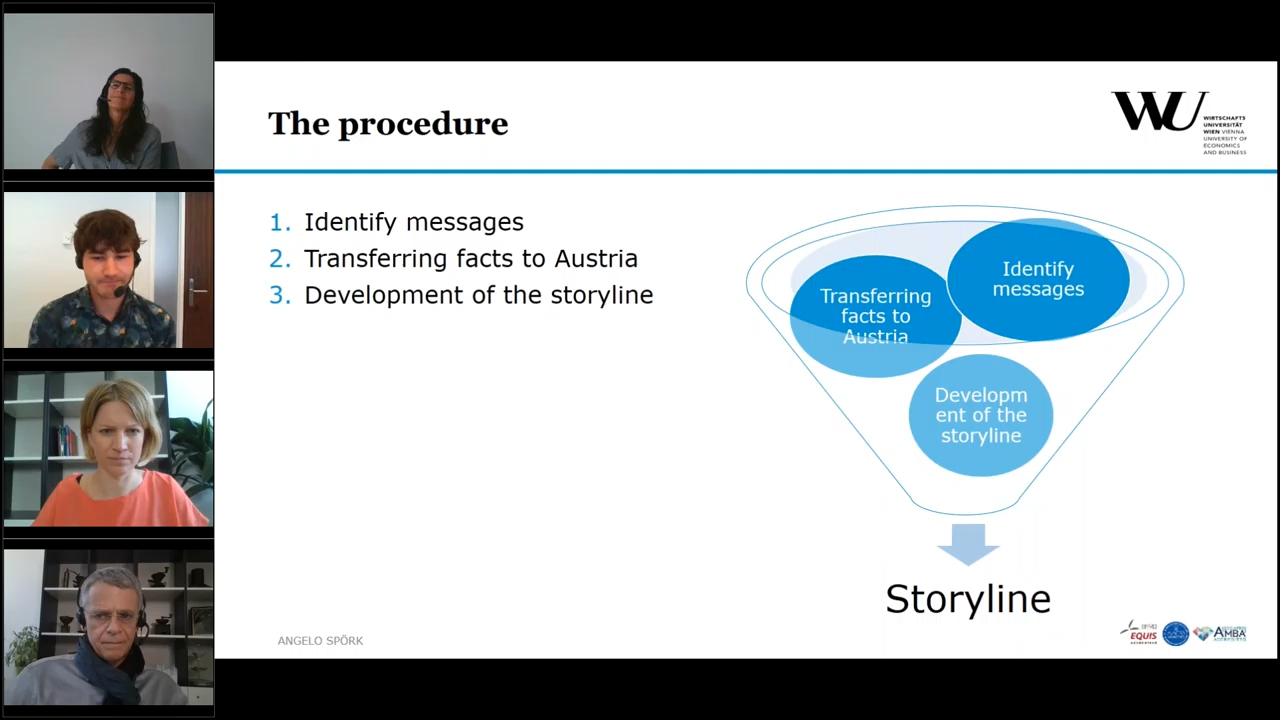 The procedure
WU
WIRTSCHAFTS
UNIVERSITÄT
WIEN VIENNA
UNIVERSITY OF
ECONOMICS
AND BUSINESS
1. Identify messages
2. Transferring facts to Austria
3. Development of the storyline
Identify
messages
Transferring
facts to
Austria
Developm
ent of the
storyline
Storyline
ANGELO SPÖRK
EQUIS
AMBA